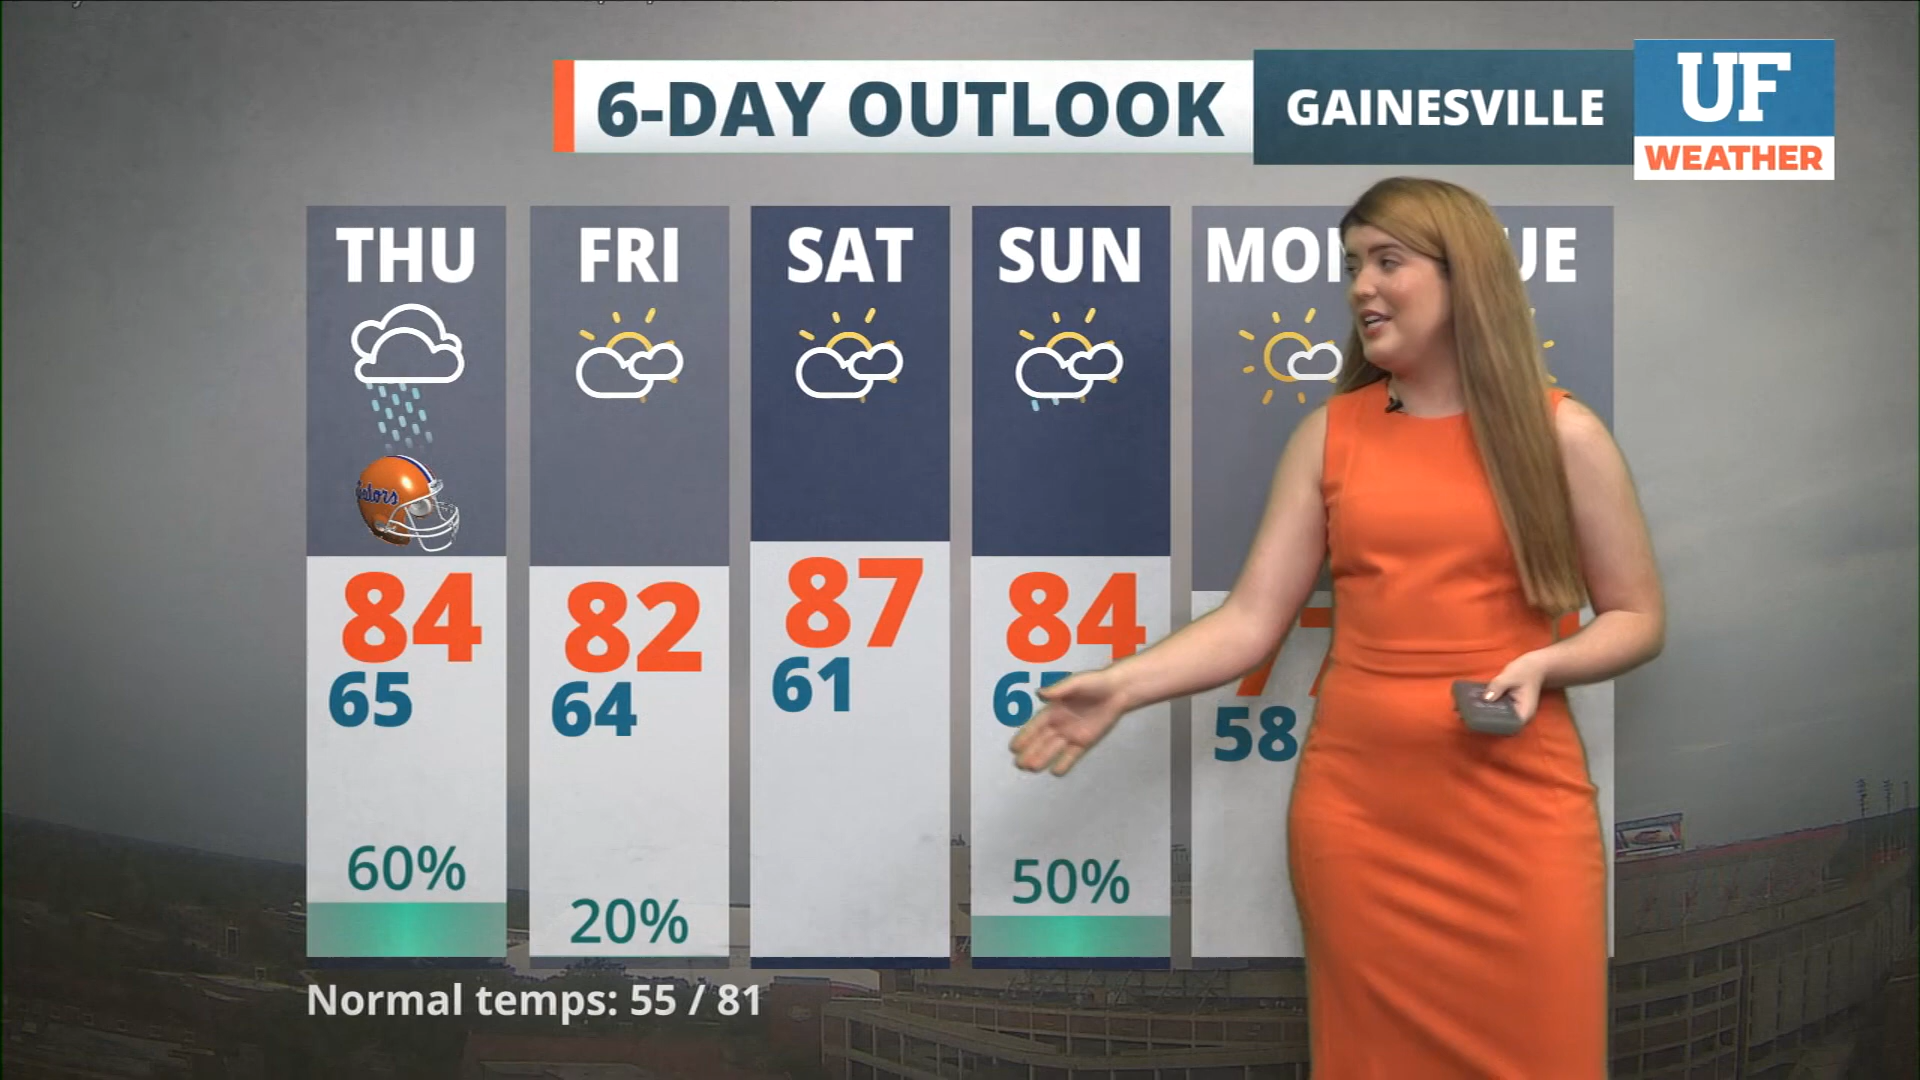 6-DAY OUTLOOK
GAINESVILLE
UF
WEATHER
THU
FRI
SAT
SUN
84
65
60%
82
64
20%
87
61
84
50%
58
Normal temps: 55 / 81